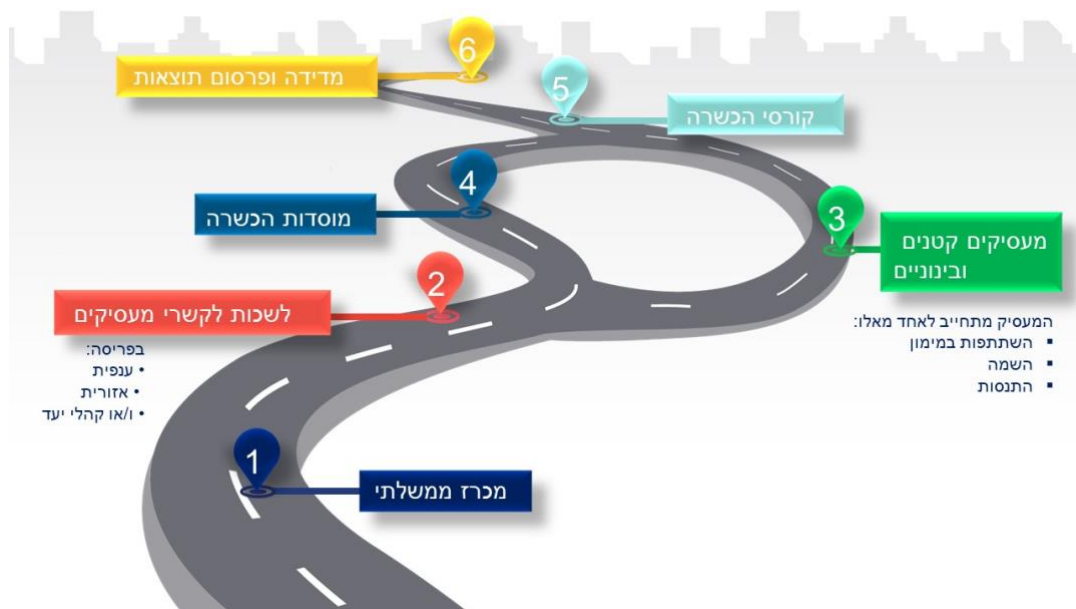 6
מדידה ופרסום תוצאות
5
קורסי הכשרה
4
מוסדות הכשרה
3
מעסיקים קטנים
ובינוניים
המעסיק מתחייב לאחד מאלו:
▪ השתתפות במימון
▪ השמה
▪ התנסות
2
לשכות לקשרי מעסיקים
בפריסה:
• ענפית
• אזורית
• ו/או קהלי יעד
1
מכרז ממשלתי